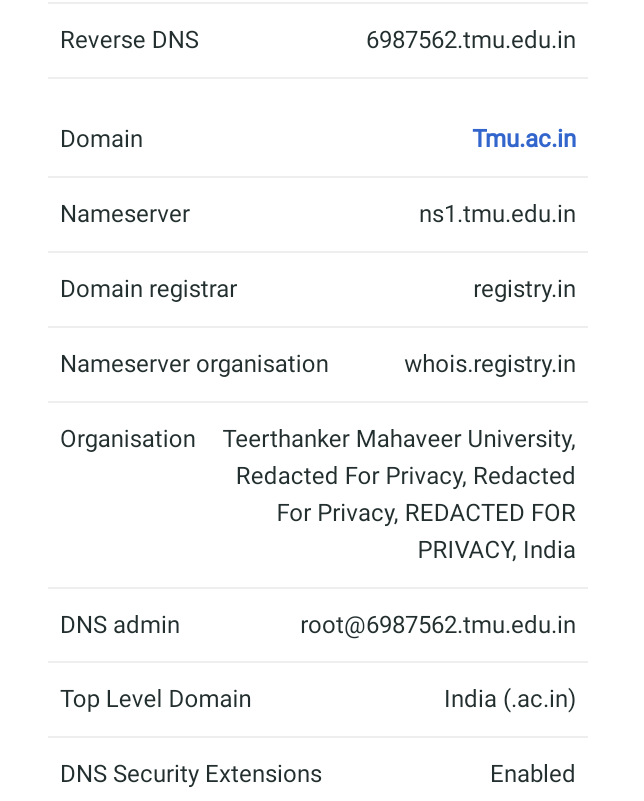 Reverse DNS 6987562.tmu.edu.in
Domain Tmu.ac.in
Nameserver ns1.tmu.edu.in
Domain registrar registry.in
Nameserver organisation whois.registry.in
Organisation Teerthanker Mahaveer University,
Redacted For Privacy, Redacted
For Privacy, REDACTED FOR
PRIVACY, India
DNS admin root@6987562.tmu.edu.in
Top Level Domain India (.ac.in)
DNS Security Extensions Enabled